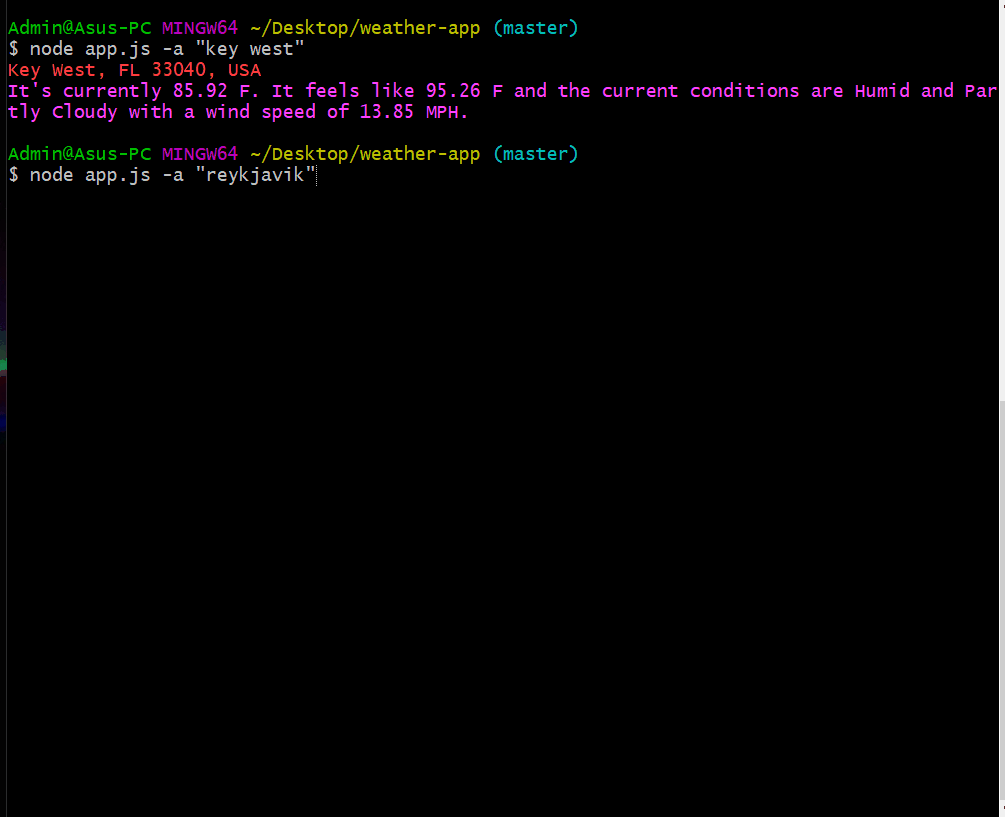 Admin@Asus-PC MINGW64 ~/Desktop/weather-app (master)
$ node app.js -a "key west"
Key West, FL 33040, USA
It's currently 85.92 F. It feels like 95.26 F and the current conditions are Humid and Par
tly Cloudy with a wind speed of 13.85 MPH.
Admin@Asus-PC MINGW64 ~/Desktop/weather-app (master)
$ node app.js -a "reykjavik"